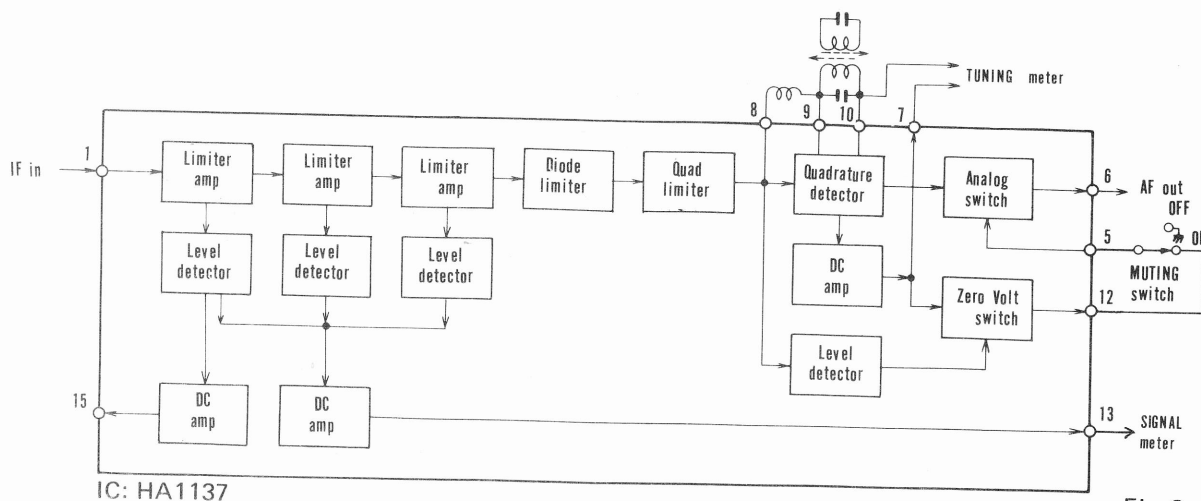 TUNING meter
8
9
10
7
1
IF in
Limiter
amp
Limiter
amp
Limiter
amp
Diode
limiter
Quad
limiter
Quadrature
detector
Analog
switch
6
AF out
OFF
5
MUTING
switch
Level
detector
Level
detector
Level
detector
DC
amp
Zero Volt
switch
12
Level
detector
15
DC
amp
DC
amp
13
SIGNAL
meter
IC: HA1137